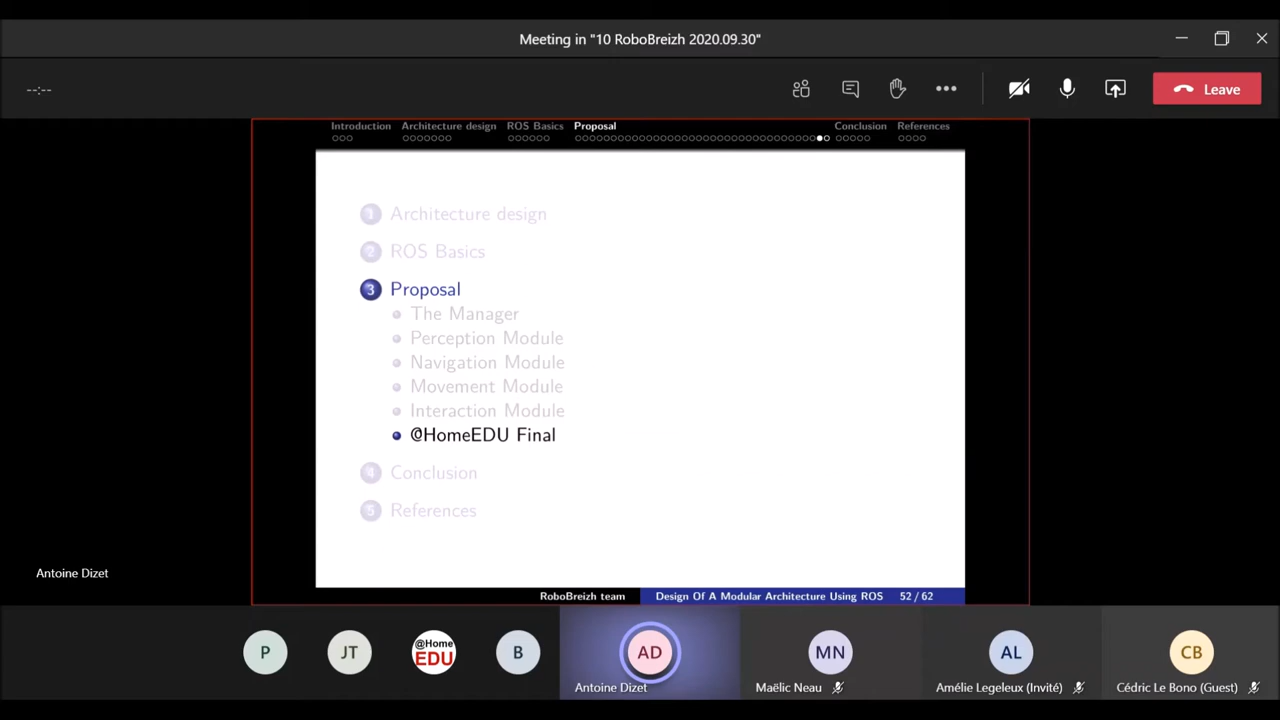 Meeting in "10 RoboBreizh 2020.09.30"
--:--
Leave
Introduction Architecture design ROS Basics Proposal Conclusion References
1 Architecture design
2 ROS Basics
3 Proposal
The Manager
Perception Module
Navigation Module
Movement Module
Interaction Module
@HomeEDU Final
4 Conclusion
5 References
Antoine Dizet
RoboBreizh team Design Of A Modular Architecture Using ROS 52 / 62
P JT @Home EDU B AD MN AL CB
Antoine Dizet Maëlic Neau Amélie Legeleux (Invité) Cédric Le Bono (Guest)